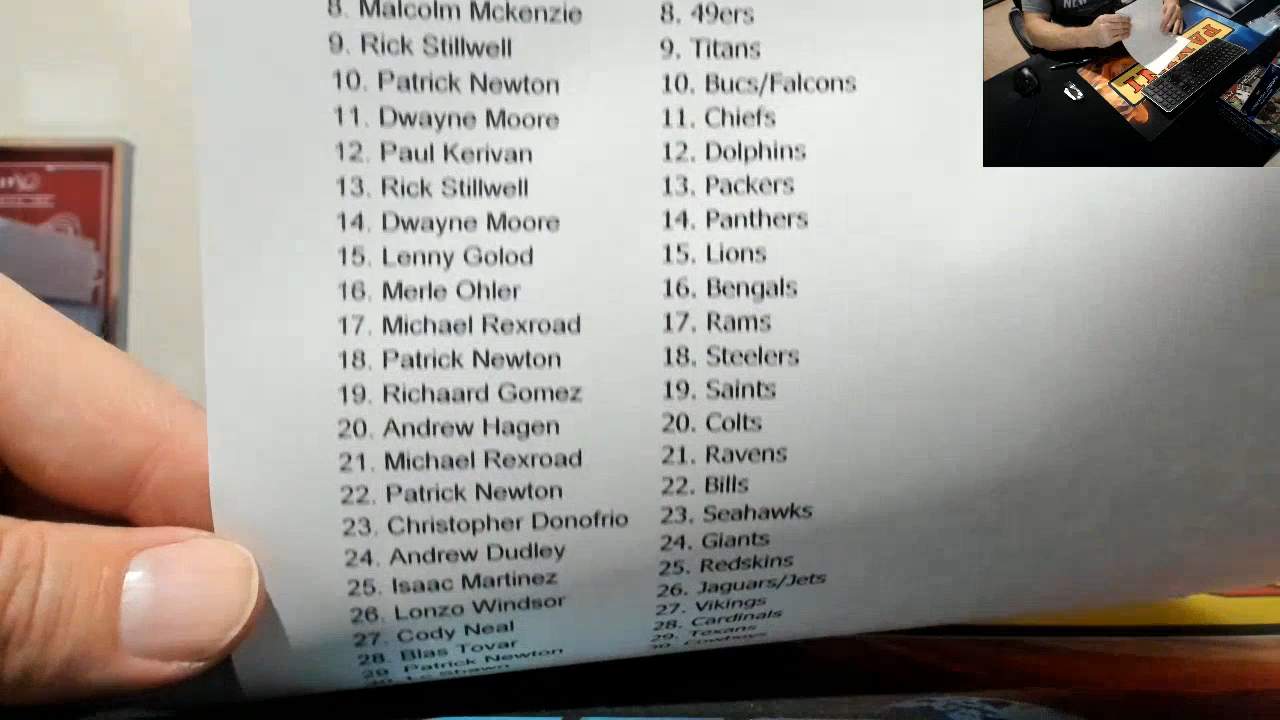 8. Malcolm Mckenzie 8. 49ers
9. Rick Stillwell 9. Titans
10. Patrick Newton 10. Bucs/Falcons
11. Dwayne Moore 11. Chiefs
12. Paul Kerivan 12. Dolphins
13. Rick Stillwell 13. Packers
14. Dwayne Moore 14. Panthers
15. Lenny Golod 15. Lions
16. Merle Ohler 16. Bengals
17. Michael Rexroad 17. Rams
18. Patrick Newton 18. Steelers
19. Richaard Gomez 19. Saints
20. Andrew Hagen 20. Colts
21. Michael Rexroad 21. Ravens
22. Patrick Newton 22. Bills
23. Christopher Donofrio 23. Seahawks
24. Andrew Dudley 24. Giants
25. Isaac Martinez 25. Redskins
26. Lonzo Windsor 26. Jaguars/Jets
27. Cody Neal 27. Vikings
28. Blas Tovar 28. Cardinals
29. Patrick Newton 29. Texans
30. 30. Cowboys
PANINI